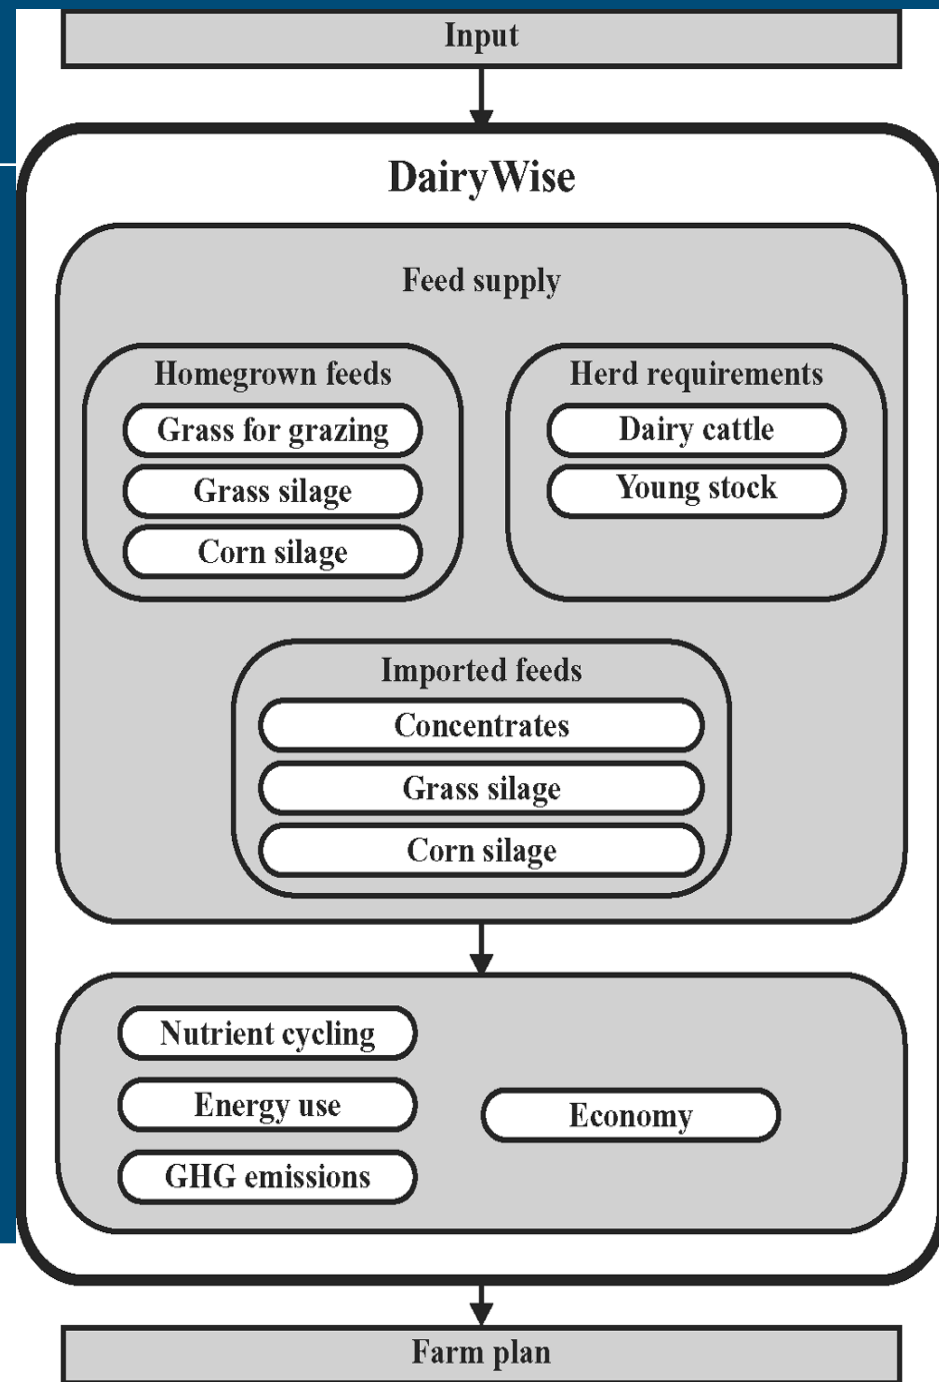 Input
DairyWise
Feed supply
Homegrown feeds
Grass for grazing
Grass silage
Corn silage
Herd requirements
Dairy cattle
Young stock
Imported feeds
Concentrates
Grass silage
Corn silage
Nutrient cycling
Energy use
GHG emissions
Economy
Farm plan